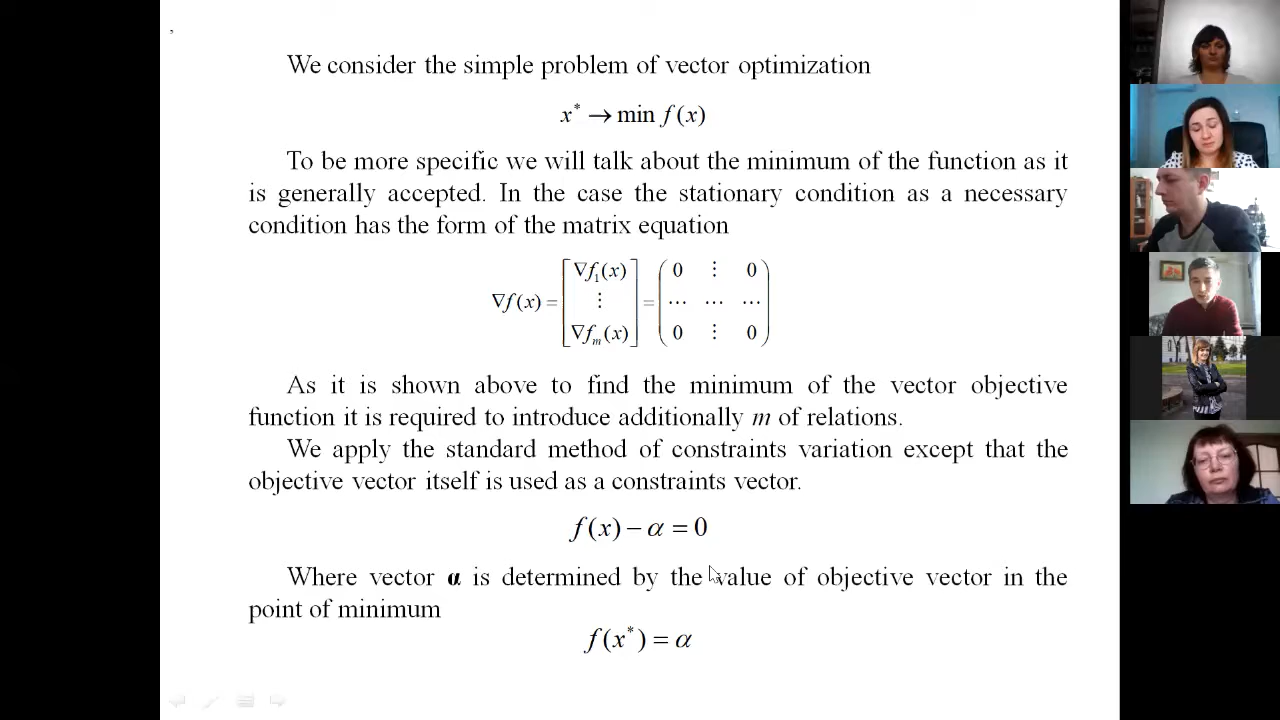 ,
We consider the simple problem of vector optimization
x* → min f(x)
To be more specific we will talk about the minimum of the function as it
is generally accepted. In the case the stationary condition as a necessary
condition has the form of the matrix equation
∇f(x) = [∇f₁(x) ⋮ ∇fₘ(x)] = (0 ⋮ 0 ⋯ ⋯ ⋯ 0 ⋮ 0)
As it is shown above to find the minimum of the vector objective
function it is required to introduce additionally m of relations.
We apply the standard method of constraints variation except that the
objective vector itself is used as a constraints vector.
f(x) − α = 0
Where vector α is determined by the value of objective vector in the
point of minimum
f(x*) = α